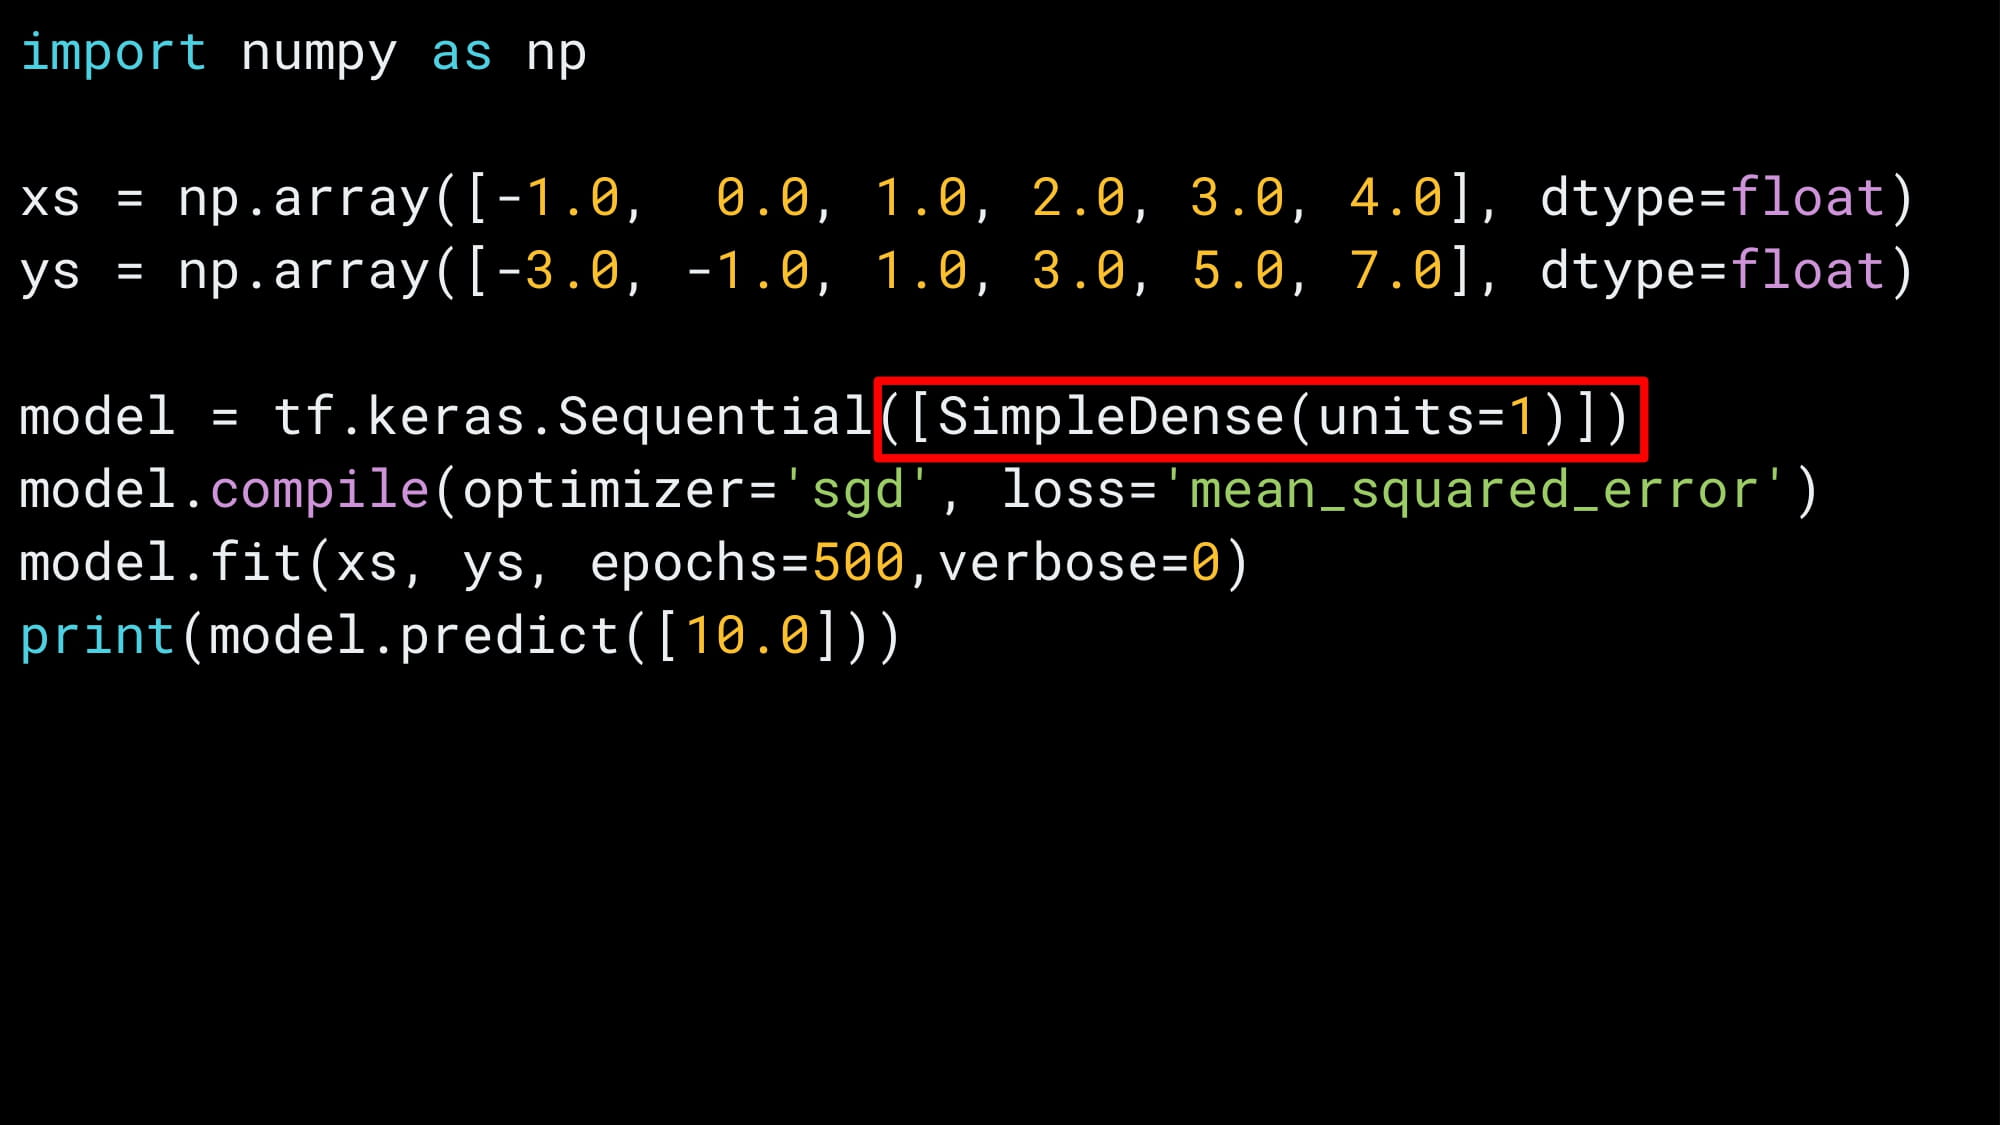 import numpy as np
xs = np.array([-1.0,  0.0, 1.0, 2.0, 3.0, 4.0], dtype=float)
ys = np.array([-3.0, -1.0, 1.0, 3.0, 5.0, 7.0], dtype=float)
model = tf.keras.Sequential([SimpleDense(units=1)])
model.compile(optimizer='sgd', loss='mean_squared_error')
model.fit(xs, ys, epochs=500,verbose=0)
print(model.predict([10.0]))